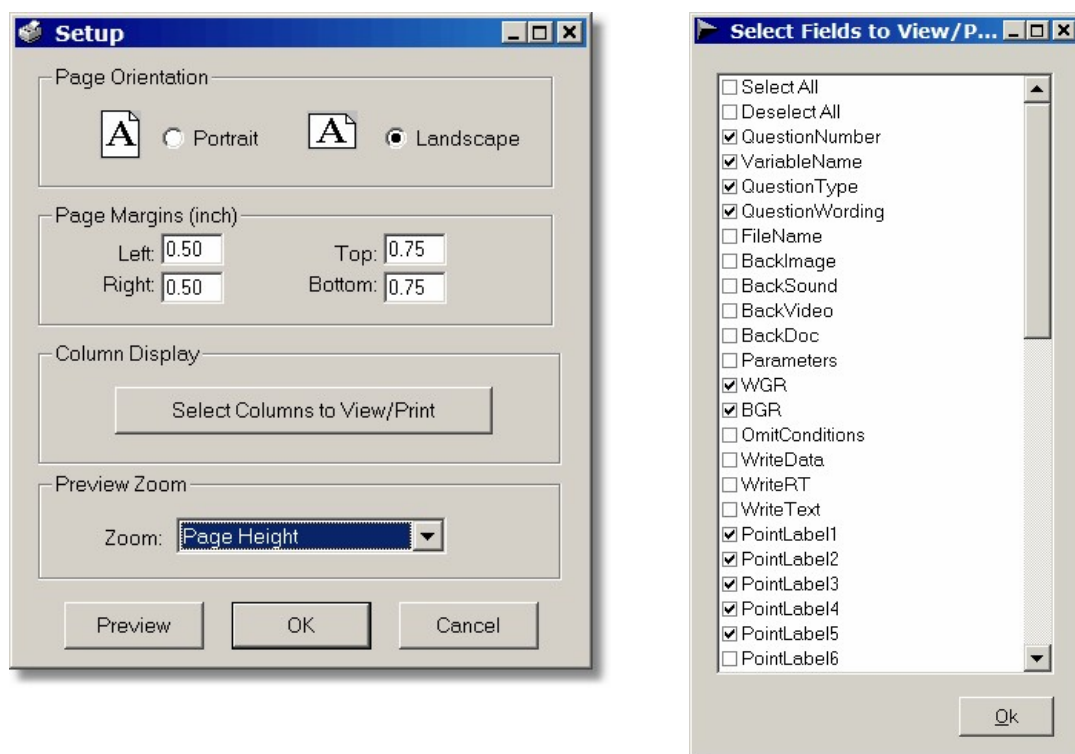 Setup
Page Orientation
A Portrait A Landscape
Page Margins (inch)
Left: 0.50 Top: 0.75
Right: 0.50 Bottom: 0.75
Column Display
Select Columns to View/Print
Preview Zoom
Zoom: Page Height
Preview OK Cancel
Select Fields to View/P...
Select All
Deselect All
QuestionNumber
VariableName
QuestionType
QuestionWording
FileName
BackImage
BackSound
BackVideo
BackDoc
Parameters
WGR
BGR
OmitConditions
WriteData
WriteRT
WriteText
PointLabel1
PointLabel2
PointLabel3
PointLabel4
PointLabel5
PointLabel6
Ok